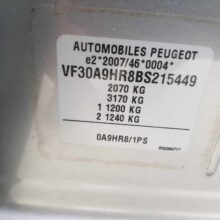 AUTOMOBILES PEUGEOT
e2*2007/46*0004*
VF30A9HR8BS215449
2070 KG
3170 KG
1 1200 KG
2 1240 KG
0A9HR8/1PS